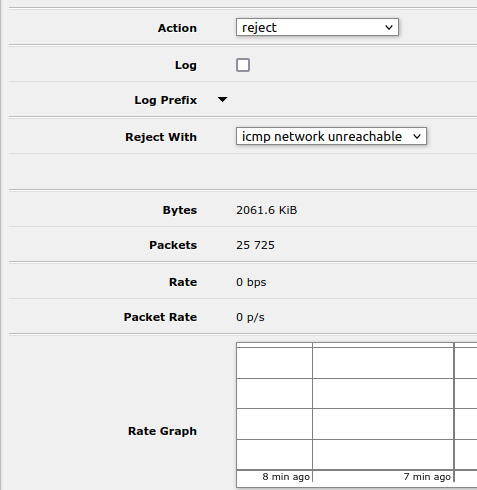 Action reject
Log
Log Prefix
Reject With icmp network unreachable
Bytes 2061.6 KiB
Packets 25 725
Rate 0 bps
Packet Rate 0 p/s
Rate Graph
8 min ago 7 min ago